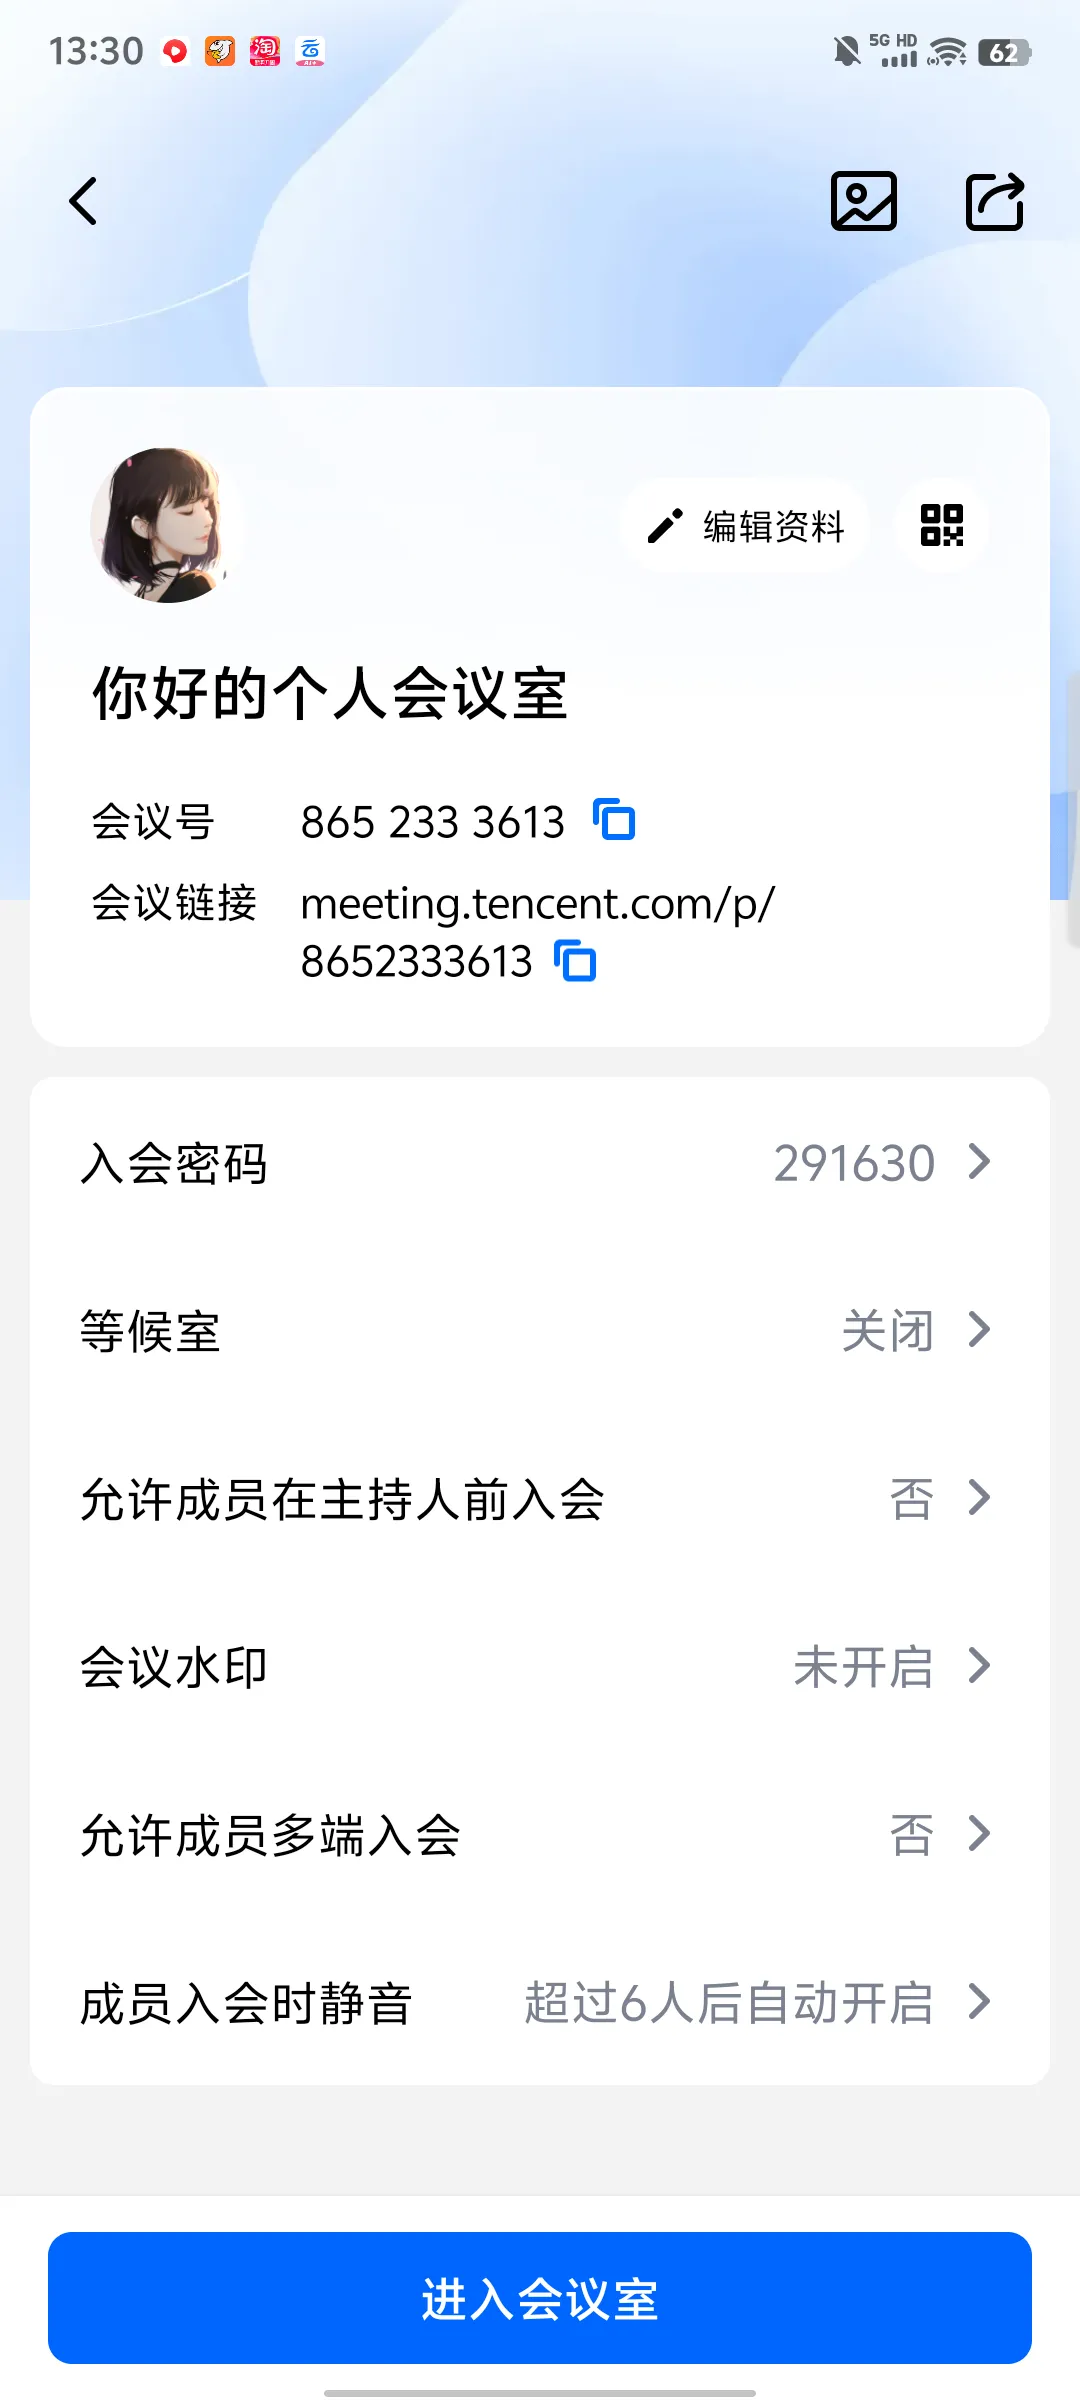 13:30
淘
云
5G HD
62
编辑资料
你好的个人会议室
会议号 865 233 3613
会议链接 meeting.tencent.com/p/
8652333613
入会密码 291630
等候室 关闭
允许成员在主持人前入会 否
会议水印 未开启
允许成员多端入会 否
成员入会时静音 超过6人后自动开启
进入会议室